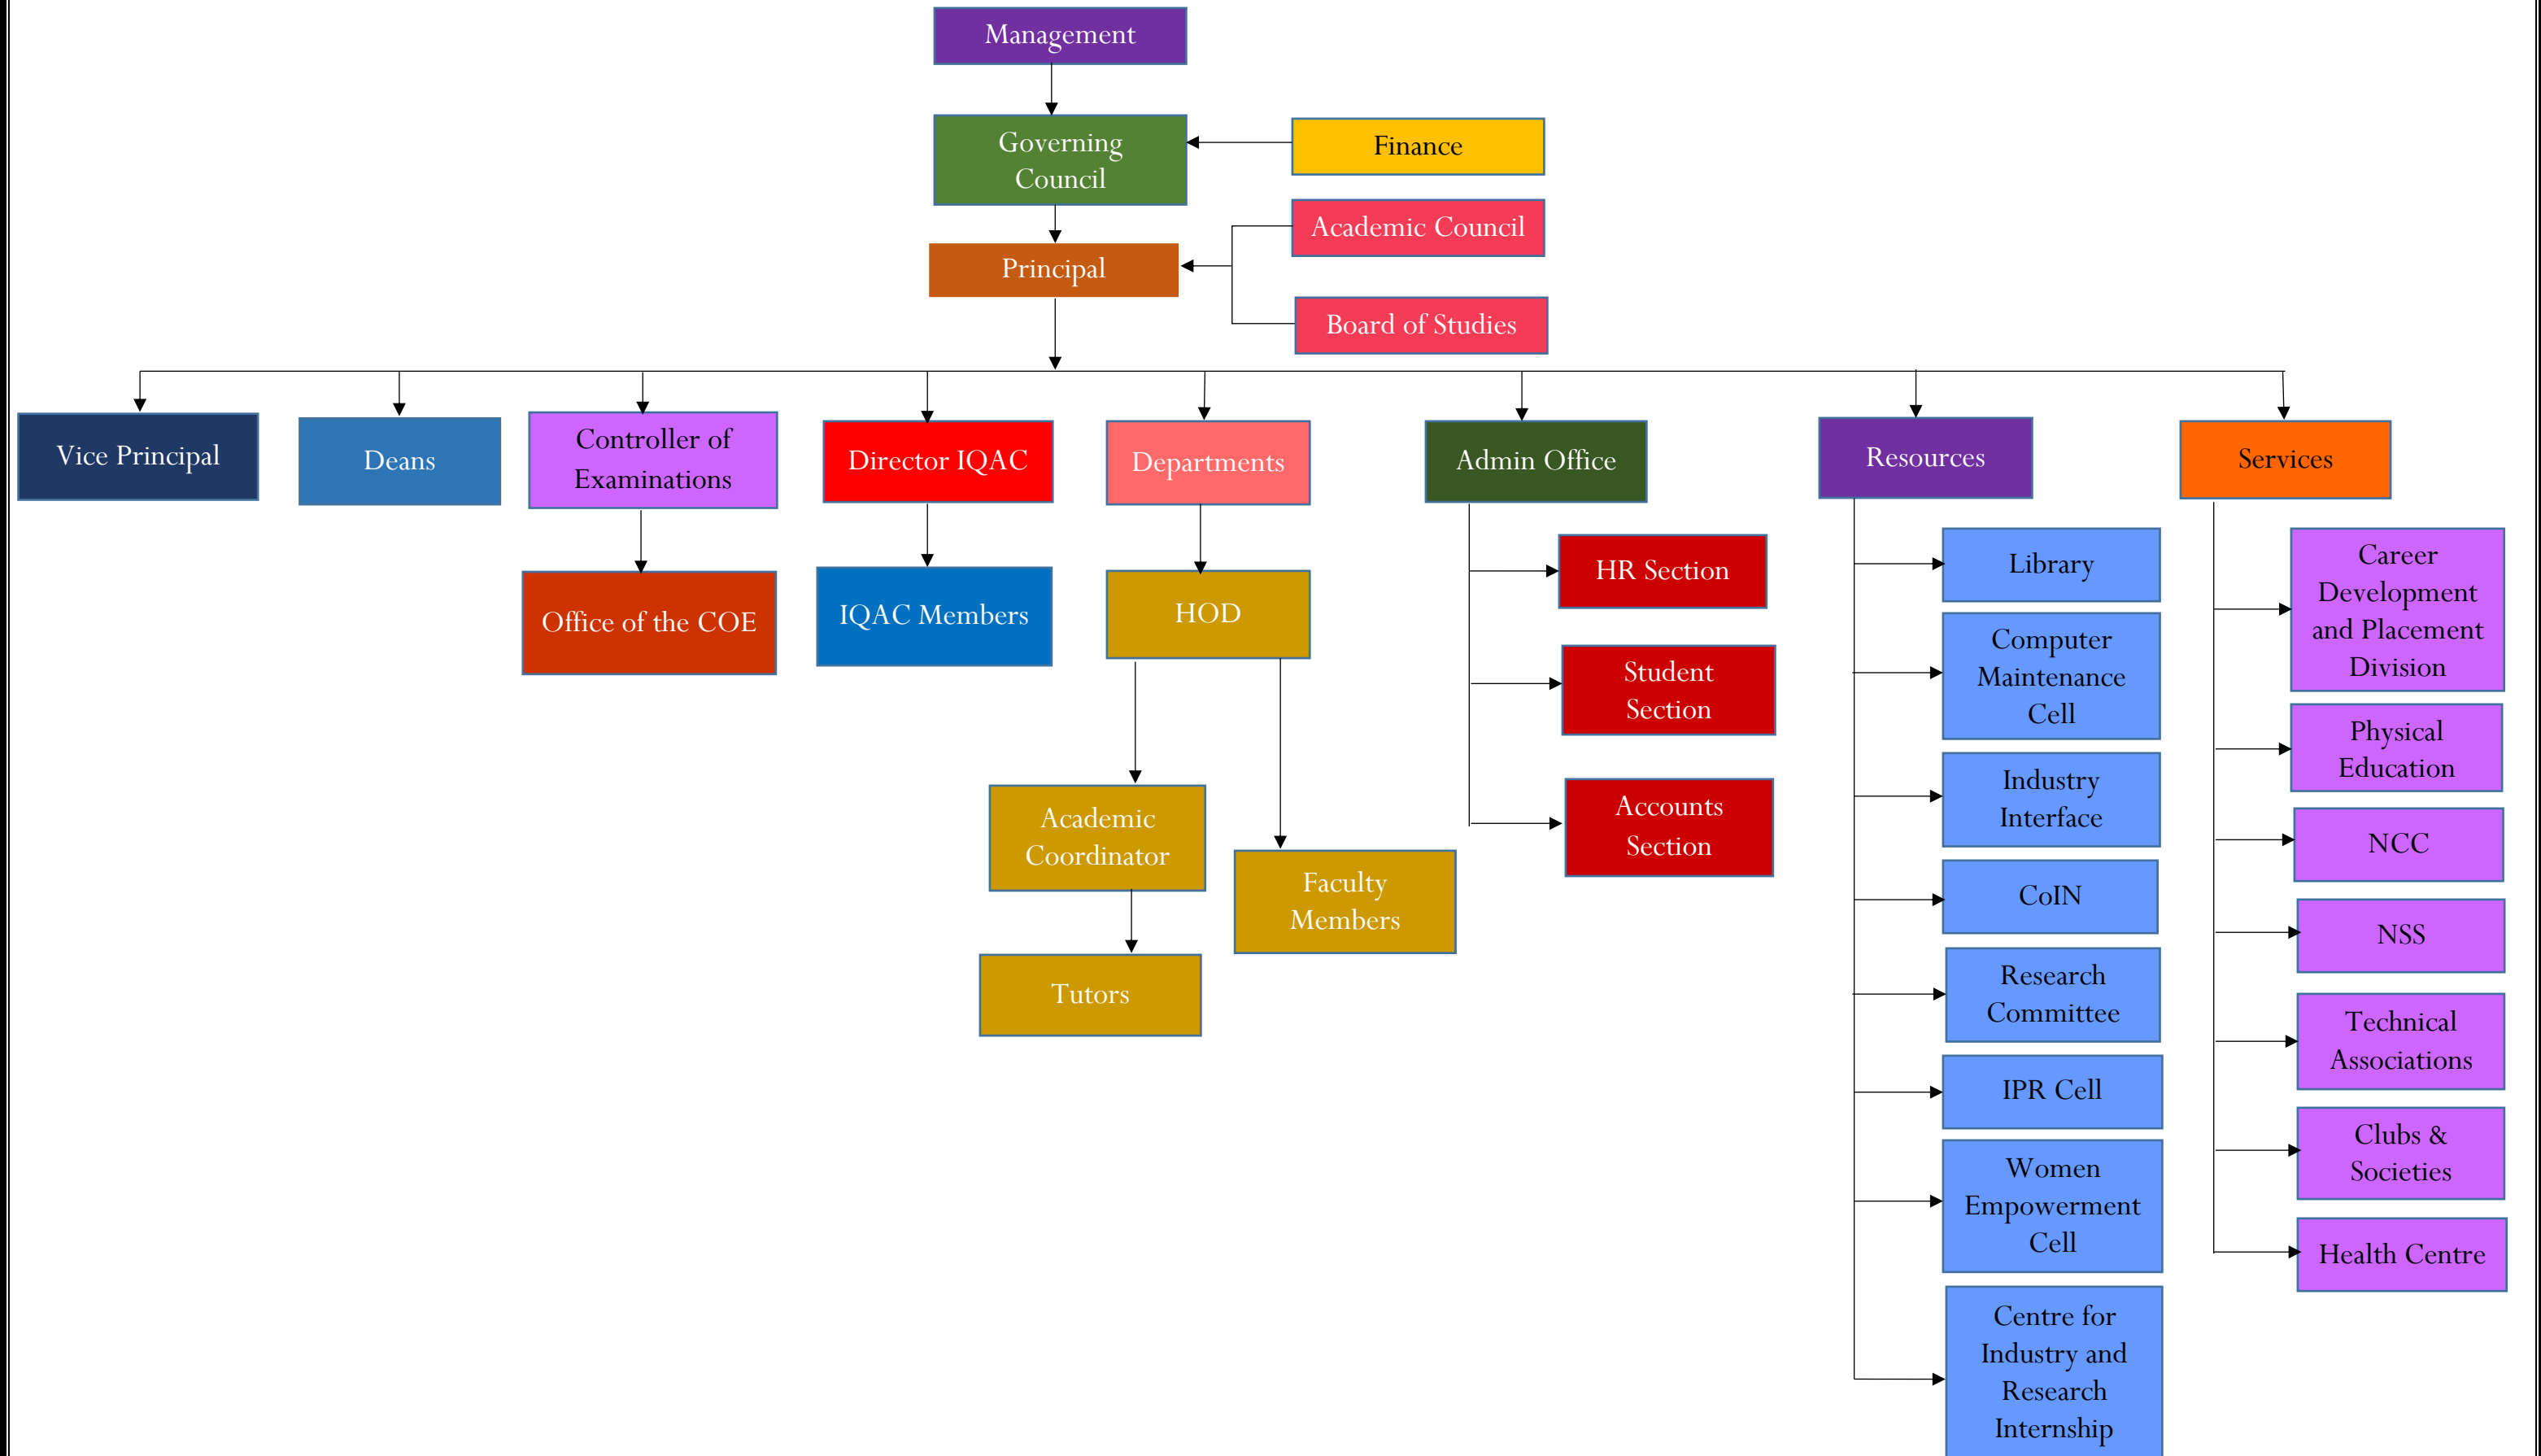 Management
Governing
Council
Finance
Academic Council
Principal
Board of Studies
Vice Principal
Deans
Controller of
Examinations
Director IQAC
Departments
Admin Office
Resources
Services
Office of the COE
IQAC Members
HOD
Academic
Coordinator
Tutors
Faculty
Members
HR Section
Student
Section
Accounts
Section
Library
Computer
Maintenance
Cell
Industry
Interface
CoIN
Research
Committee
IPR Cell
Women
Empowerment
Cell
Centre for
Industry and
Research
Internship
Career
Development
and Placement
Division
Physical
Education
NCC
NSS
Technical
Associations
Clubs &
Societies
Health Centre